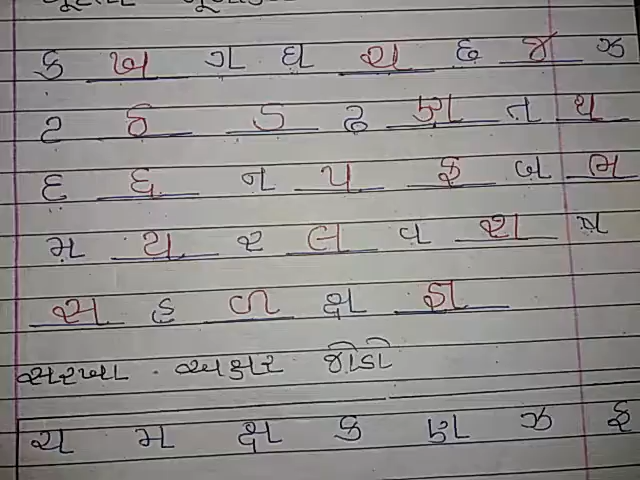 ક ખ ગ ઘ ચ છ જ ઝ
ટ ઠ ડ ઢ ણ ત થ
દ ધ ન પ ફ બ ભ
મ ય ર લ વ શ ષ
સ હ ળ ક્ષ જ્ઞ
સરખા અક્ષર જોડો
ચ મ ક્ષ ક ણ ઝ ફ